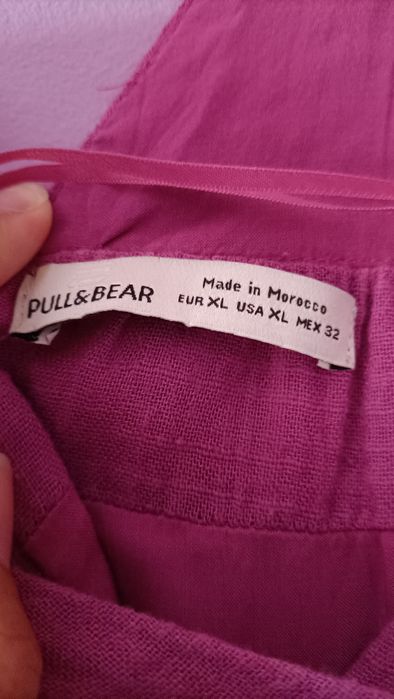 PULL&BEAR
Made in Morocco
EUR XL USA XL MEX 32